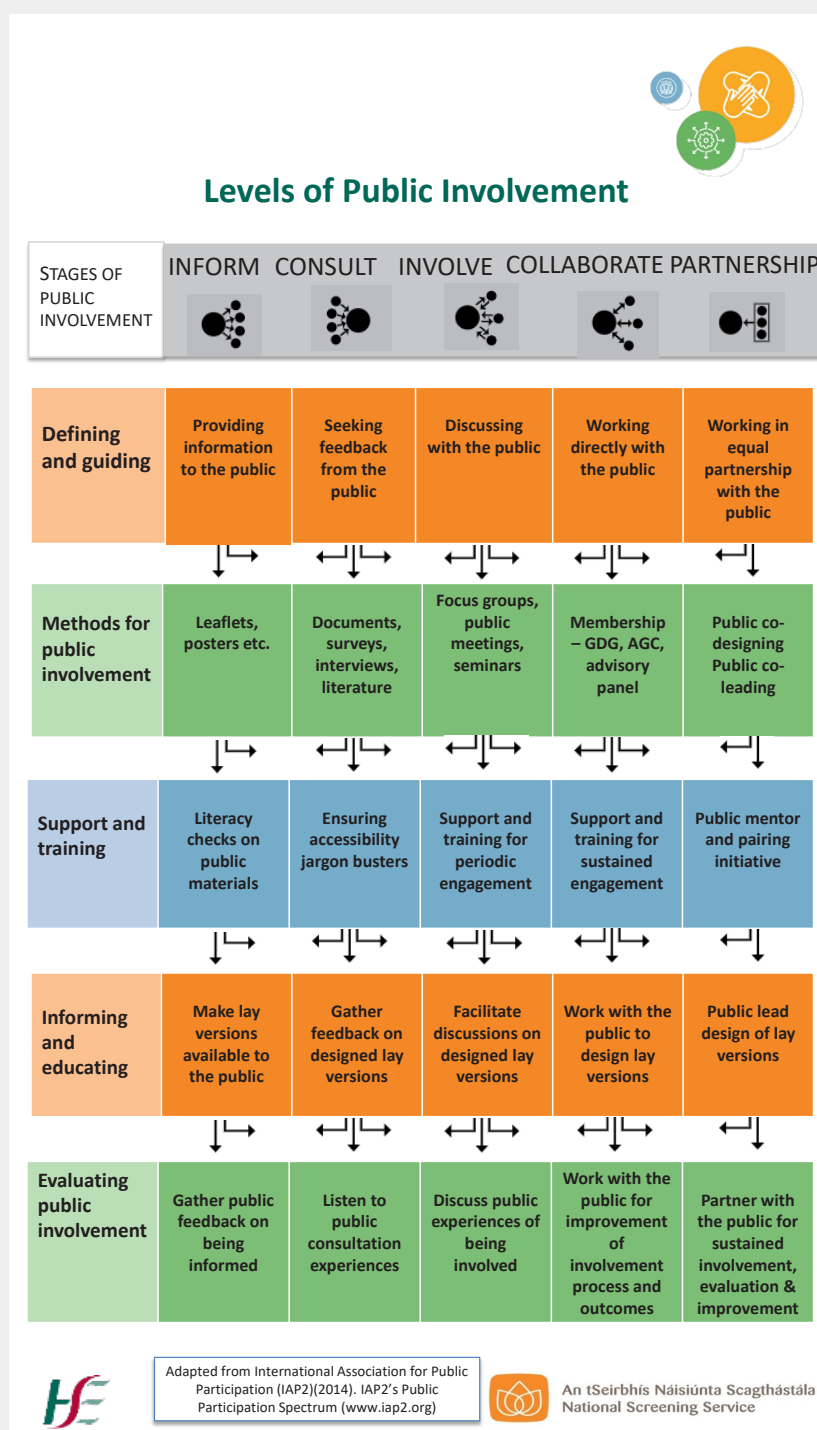 Levels of Public Involvement
STAGES OF
PUBLIC
INVOLVEMENT
INFORM CONSULT INVOLVE COLLABORATE PARTNERSHIP
Defining
and guiding
Providing
information
to the public
Seeking
feedback
from the
public
Discussing
with the public
Working
directly with
the public
Working in
equal
partnership
with the
public
Methods for
public
involvement
Leaflets,
posters etc.
Documents,
surveys,
interviews,
literature
Focus groups,
public
meetings,
seminars
Membership
– GDG, AGC,
advisory
panel
Public co-
designing
Public co-
leading
Support and
training
Literacy
checks on
public
materials
Ensuring
accessibility
jargon busters
Support and
training for
periodic
engagement
Support and
training for
sustained
engagement
Public mentor
and pairing
initiative
Informing
and
educating
Make lay
versions
available to
the public
Gather
feedback on
designed lay
versions
Facilitate
discussions on
designed lay
versions
Work with the
public to
design lay
versions
Public lead
design of lay
versions
Evaluating
public
involvement
Gather public
feedback on
being
informed
Listen to
public
consultation
experiences
Discuss public
experiences of
being
involved
Work with the
public for
improvement
of
involvement
process and
outcomes
Partner with
the public for
sustained
involvement,
evaluation &
improvement
HSE
Adapted from International Association for Public
Participation (IAP2)(2014). IAP2's Public
Participation Spectrum (www.iap2.org)
An tSeirbhís Náisiúnta Scagthástála
National Screening Service